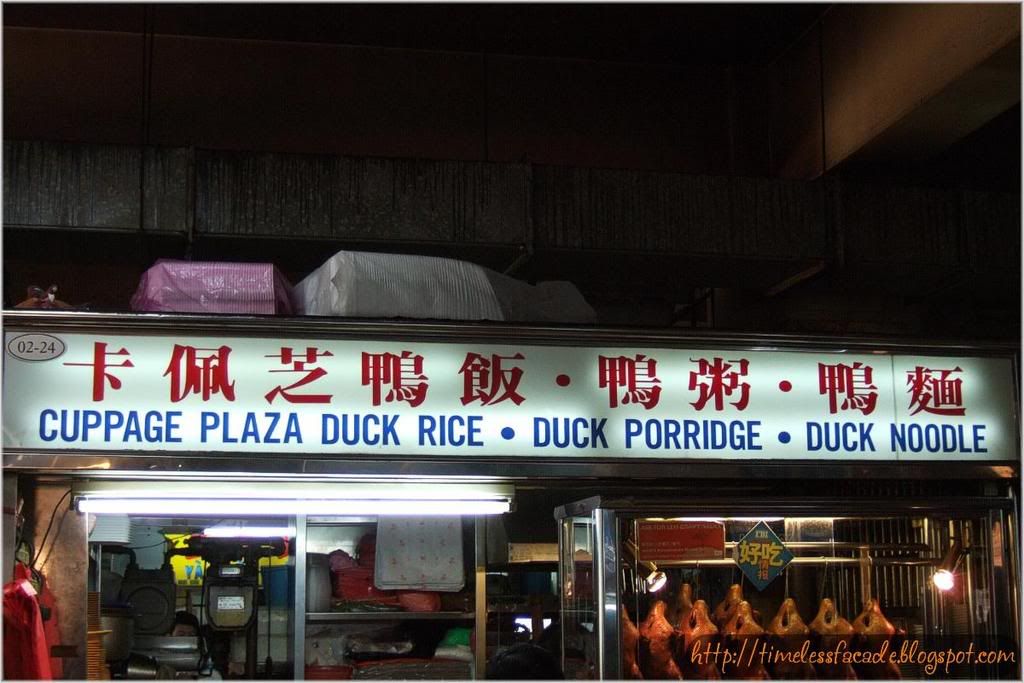 02-24
卡佩芝鴨飯·鴨粥·鴨麵
CUPPAGE PLAZA DUCK RICE • DUCK PORRIDGE • DUCK NOODLE
好吃
http://timelessfacade.blogspot.com